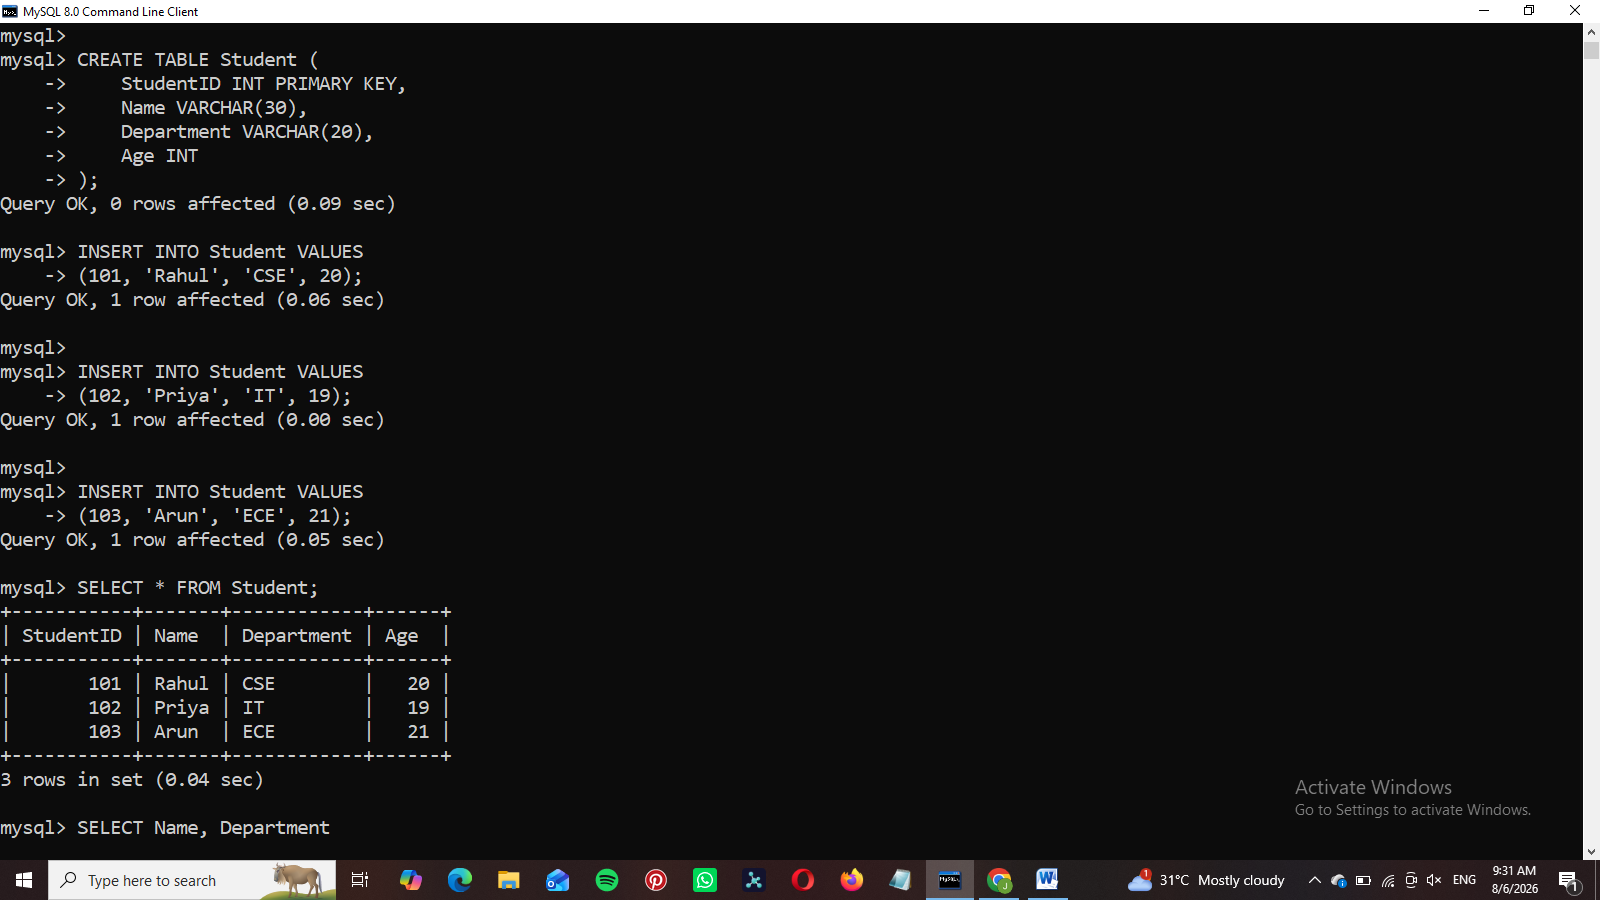 MySQL 8.0 Command Line Client
mysql>
mysql> CREATE TABLE Student (
    ->     StudentID INT PRIMARY KEY,
    ->     Name VARCHAR(30),
    ->     Department VARCHAR(20),
    ->     Age INT
    -> );
Query OK, 0 rows affected (0.09 sec)
mysql> INSERT INTO Student VALUES
    -> (101, 'Rahul', 'CSE', 20);
Query OK, 1 row affected (0.06 sec)
mysql>
mysql> INSERT INTO Student VALUES
    -> (102, 'Priya', 'IT', 19);
Query OK, 1 row affected (0.00 sec)
mysql>
mysql> INSERT INTO Student VALUES
    -> (103, 'Arun', 'ECE', 21);
Query OK, 1 row affected (0.05 sec)
mysql> SELECT * FROM Student;
+-----------+-------+------------+------+
| StudentID | Name  | Department | Age  |
+-----------+-------+------------+------+
|       101 | Rahul | CSE        |   20 |
|       102 | Priya | IT         |   19 |
|       103 | Arun  | ECE        |   21 |
+-----------+-------+------------+------+
3 rows in set (0.04 sec)
mysql> SELECT Name, Department
Activate Windows
Go to Settings to activate Windows.
Type here to search
31°C Mostly cloudy
ENG
9:31 AM
8/6/2026